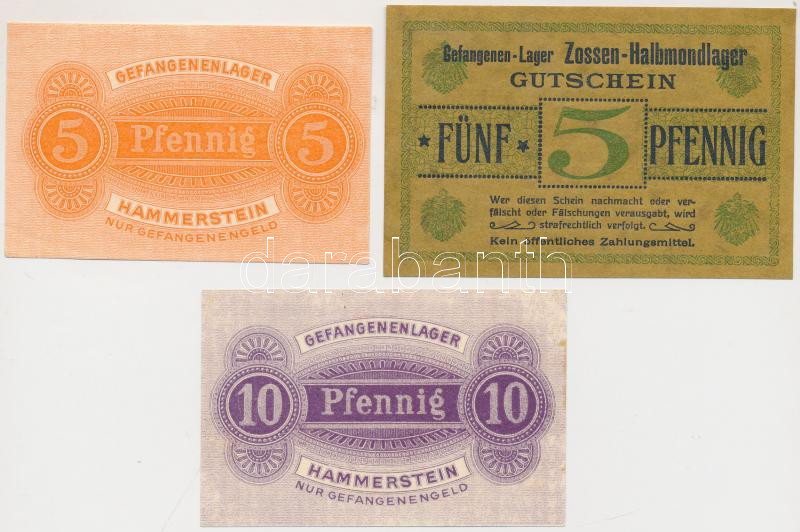 GEFANGENENLAGER
5 Pfennig 5
HAMMERSTEIN
NUR GEFANGENENGELD
Gefangenen-Lager Zossen-Halbmondlager
GUTSCHEIN
* FÜNF * 5 PFENNIG
Wer diesen Schein nachmacht oder ver-
fälscht oder Fälschungen verausgabt, wird
strafrechtlich verfolgt.
Kein öffentliches Zahlungsmittel.
darabanth
GEFANGENENLAGER
10 Pfennig 10
HAMMERSTEIN
NUR GEFANGENENGELD